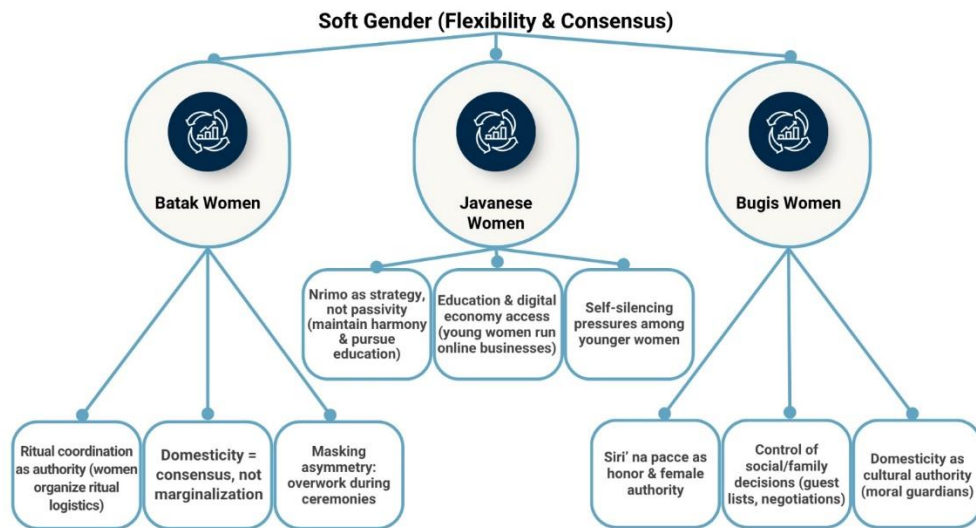 Soft Gender (Flexibility & Consensus)
Batak Women
Javanese
Women
Bugis Women
Nrimo as strategy,
not passivity
(maintain harmony
& pursue
education)
Education &
digital
economy access
(young women run
online businesses)
Self-silencing
pressures among
younger women
Ritual coordination
as authority (women
organize ritual
logistics)
Domesticity =
consensus, not
marginalization
Masking
asymmetry:
overwork during
ceremonies
Siri’ na pacce as
honor & female
authority
Control of
social/family
decisions (guest
lists, negotiations)
Domesticity as
cultural authority
(moral guardians)